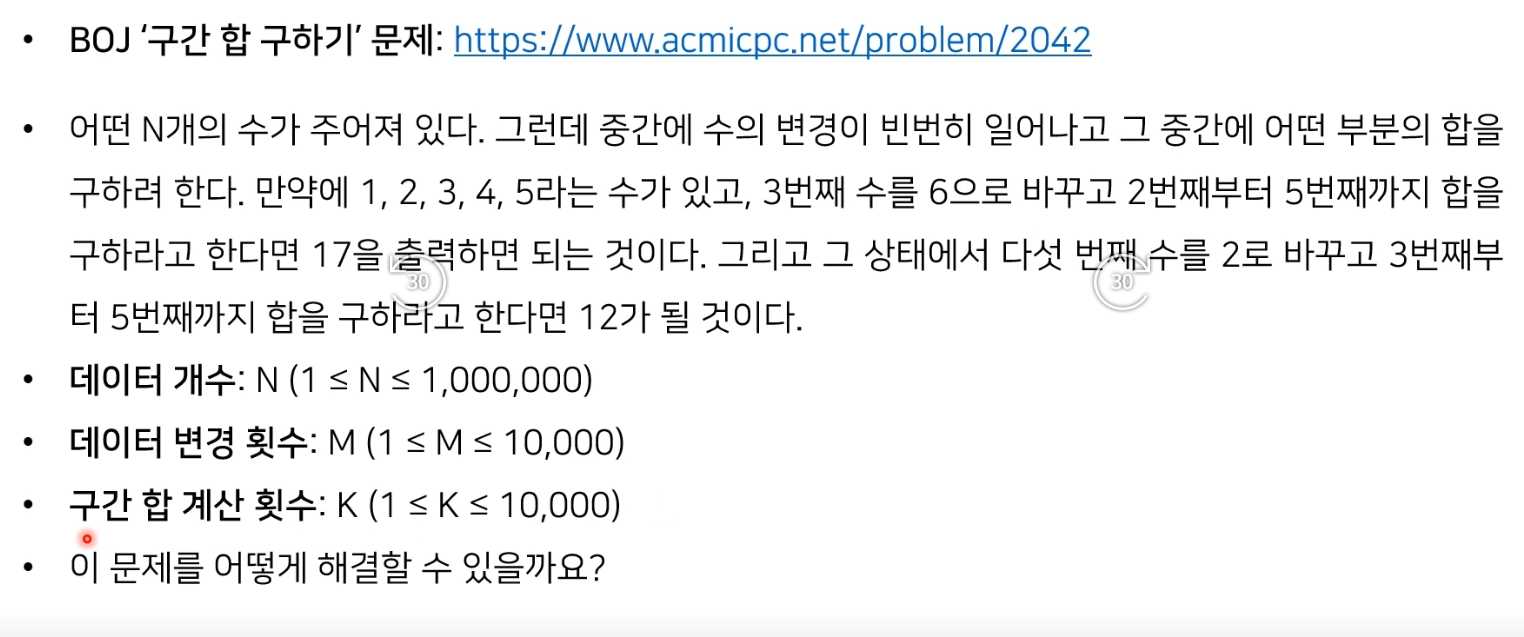 • BOJ ‘구간 합 구하기’ 문제: https://www.acmicpc.net/problem/2042
• 어떤 N개의 수가 주어져 있다. 그런데 중간에 수의 변경이 빈번히 일어나고 그 중간에 어떤 부분의 합을
구하려 한다. 만약에 1, 2, 3, 4, 5라는 수가 있고, 3번째 수를 6으로 바꾸고 2번째부터 5번째까지 합을
구하라고 한다면 17을 출력하면 되는 것이다. 그리고 그 상태에서 다섯 번째 수를 2로 바꾸고 3번째부
30 30
터 5번째까지 합을 구하라고 한다면 12가 될 것이다.
• 데이터 개수: N (1 ≤ N ≤ 1,000,000)
• 데이터 변경 횟수: M (1 ≤ M ≤ 10,000)
• 구간 합 계산 횟수: K (1 ≤ K ≤ 10,000)
• 이 문제를 어떻게 해결할 수 있을까요?